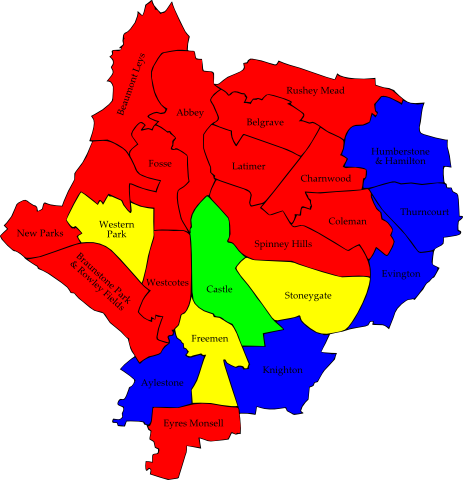 Beaumont Leys
Rushey Mead
Abbey
Belgrave
Humberstone
& Hamilton
Fosse
Latimer
Charnwood
Thurncourt
Coleman
Western
Park
New Parks
Spinney Hills
Evington
Braunstone Park
& Rowley Fields
Westcotes
Castle
Stoneygate
Freemen
Knighton
Aylestone
Eyres Monsell